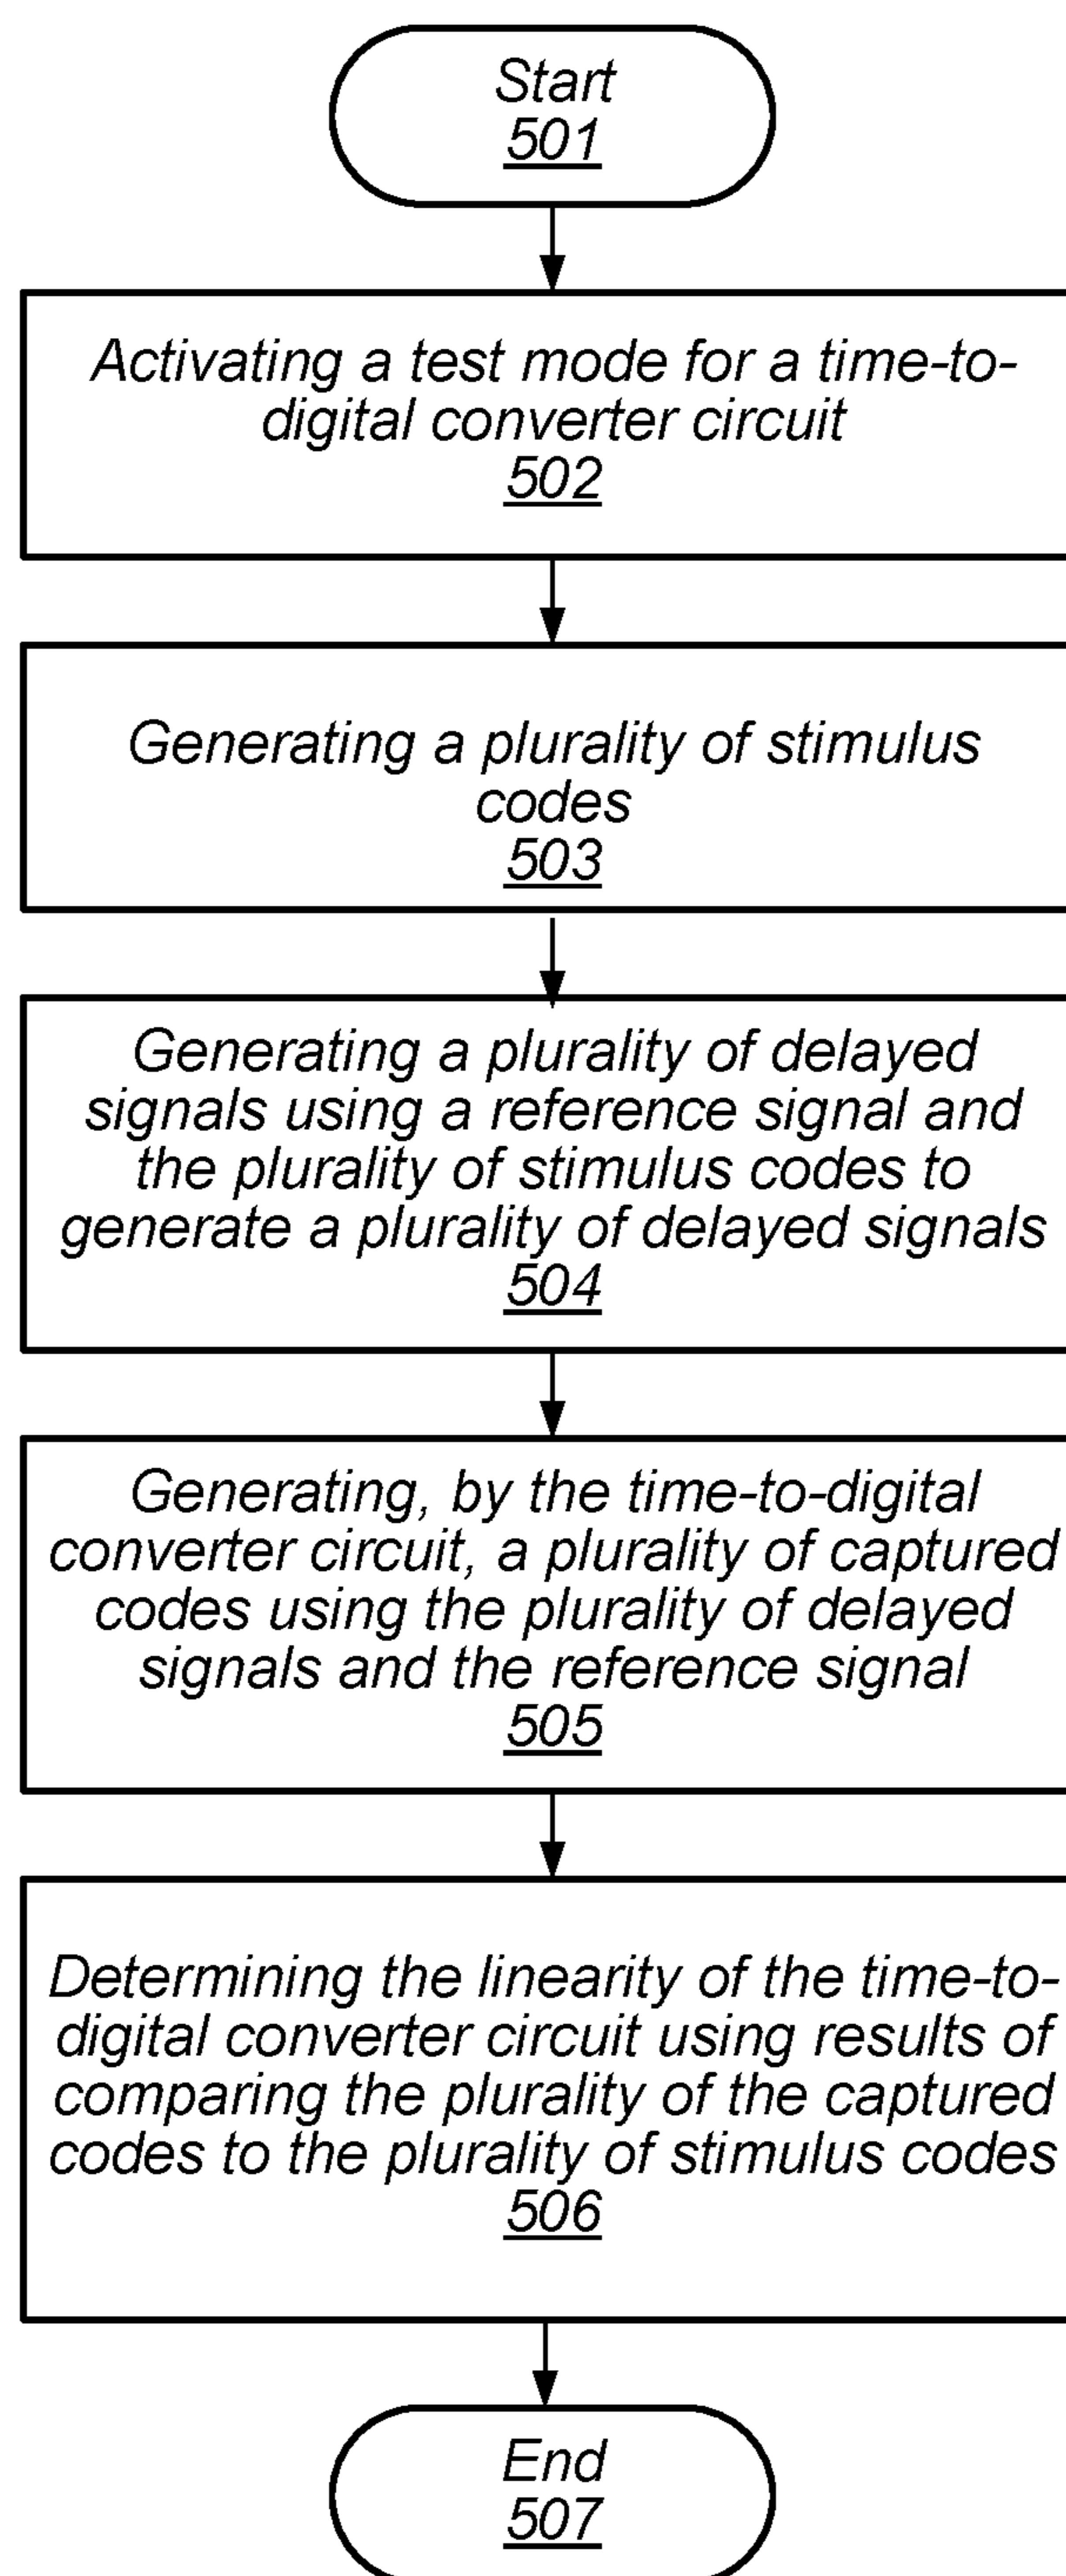 Start
501
Activating a test mode for a time-to-
digital converter circuit
502
Generating a plurality of stimulus
codes
503
Generating a plurality of delayed
signals using a reference signal and
the plurality of stimulus codes to
generate a plurality of delayed signals
504
Generating, by the time-to-digital
converter circuit, a plurality of captured
codes using the plurality of delayed
signals and the reference signal
505
Determining the linearity of the time-to-
digital converter circuit using results of
comparing the plurality of the captured
codes to the plurality of stimulus codes
506
End
507